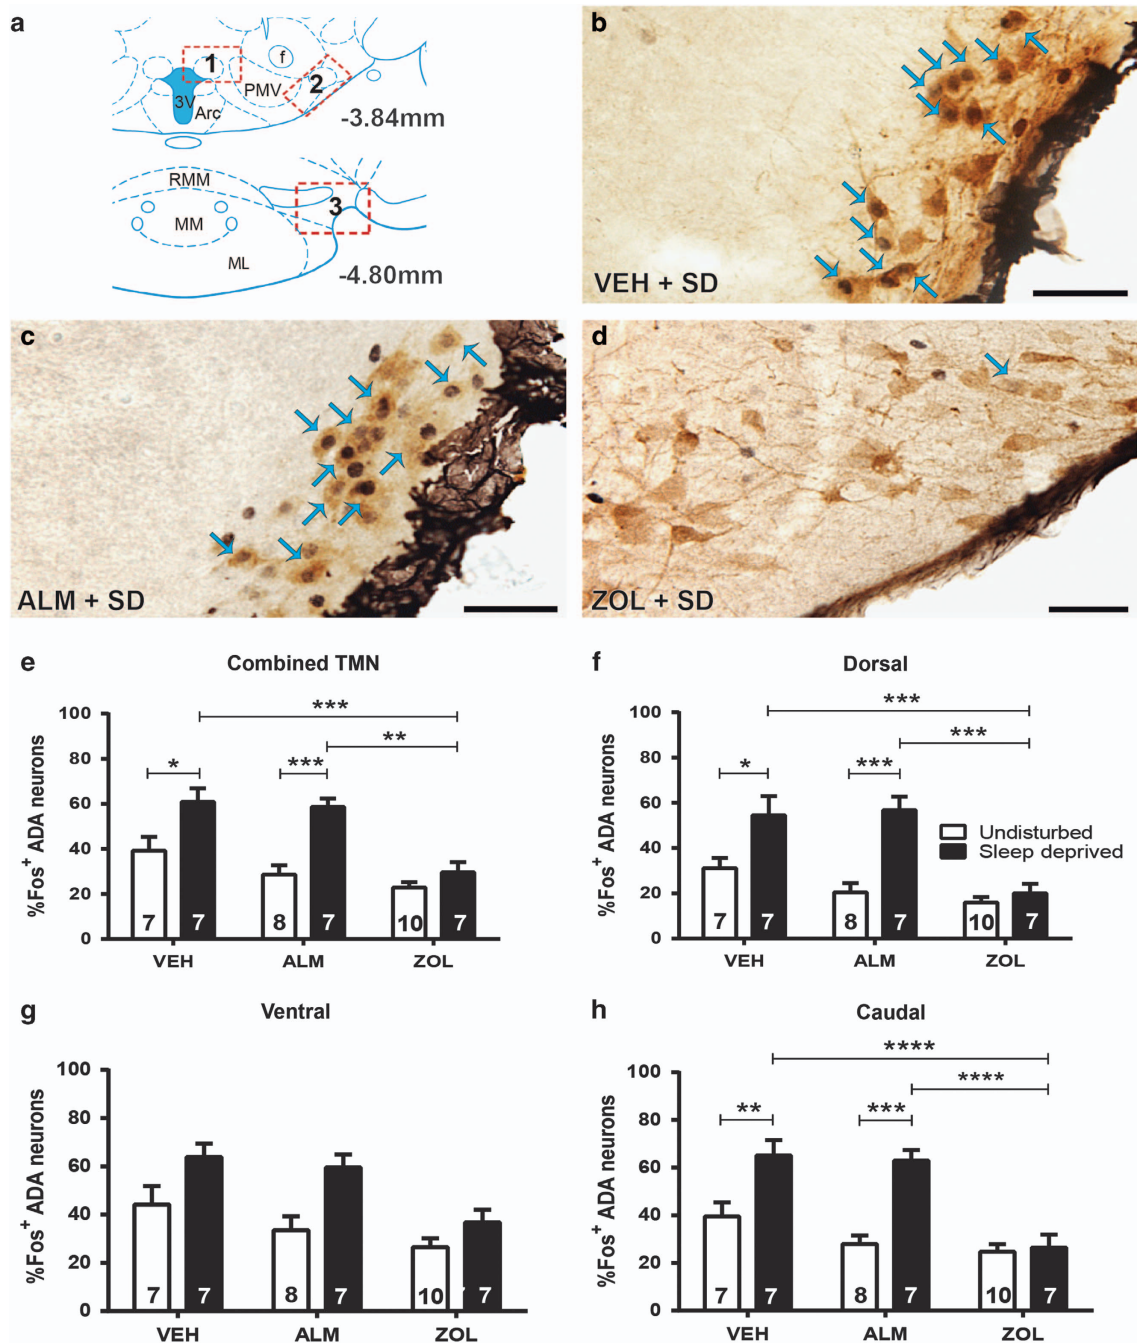 a
1
f
2
3V
Arc
PMV
-3.84mm
RMM
3
MM
ML
-4.80mm
b
VEH + SD
c
ALM + SD
d
ZOL + SD
e
Combined TMN
%Fos⁺ ADA neurons
100
80
60
40
20
0
***
**
*
***
7
7
8
7
10
7
VEH
ALM
ZOL
f
Dorsal
%Fos⁺ ADA neurons
100
80
60
40
20
0
***
***
*
***
Undisturbed
Sleep deprived
7
7
8
7
10
7
VEH
ALM
ZOL
g
Ventral
%Fos⁺ ADA neurons
100
80
60
40
20
0
7
7
8
7
10
7
7
VEH
ALM
ZOL
h
Caudal
%Fos⁺ ADA neurons
100
80
60
40
20
0
****
****
**
***
7
7
8
7
10
7
VEH
ALM
ZOL